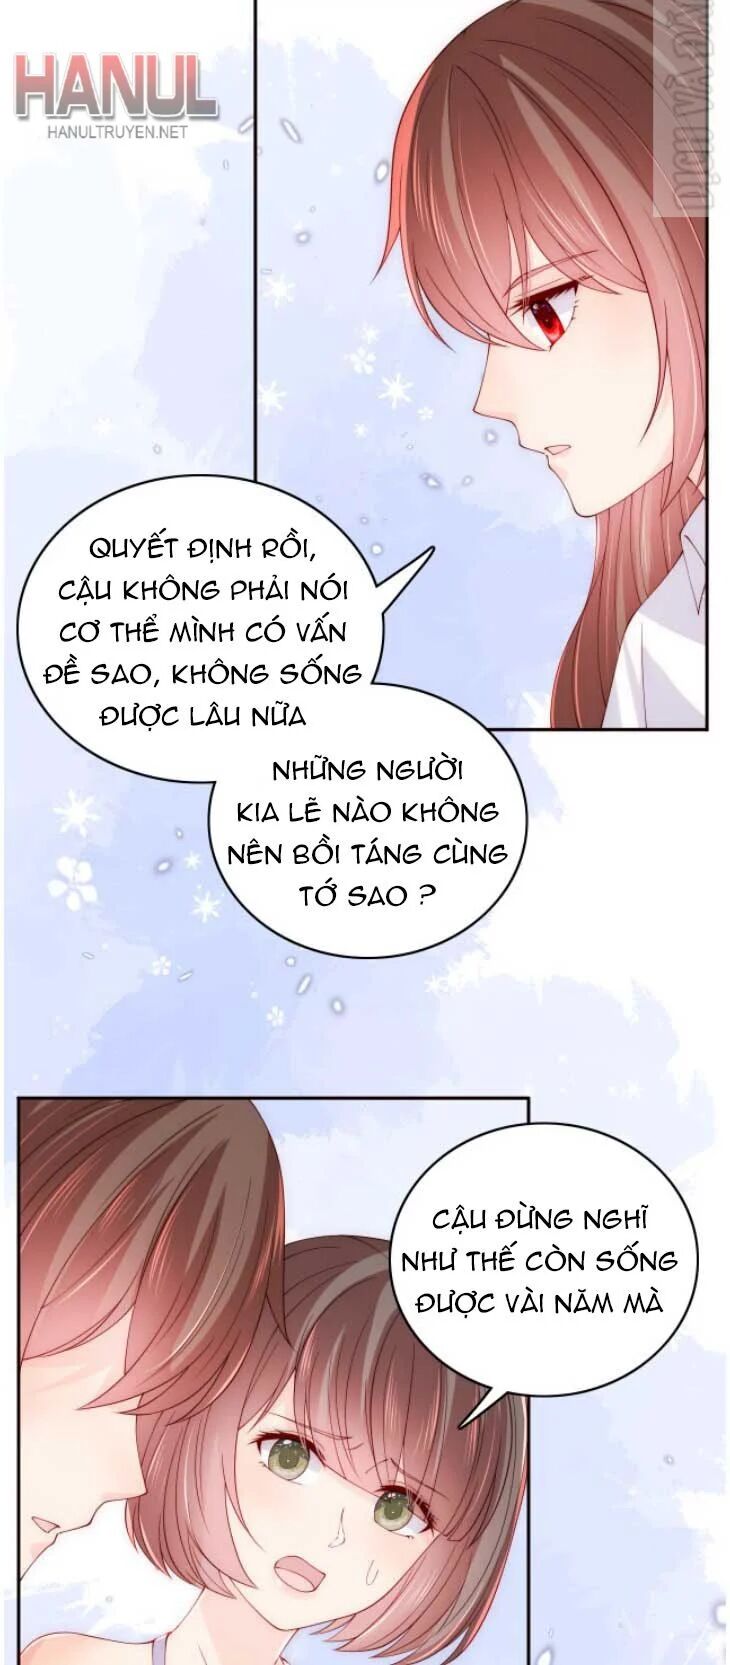 HANUL
HANULTRUYEN.NET
DỊCH VÀ
QUYẾT ĐỊNH RỒI,
CẬU KHÔNG PHẢI NÓI
CƠ THỂ MÌNH CÓ VẤN
ĐỀ SAO, KHÔNG SỐNG
ĐƯỢC LÂU NỮA
NHỮNG NGƯỜI
KIA LẼ NÀO KHÔNG
NÊN BỒI TÁNG CÙNG
TỚ SAO ?
CẬU ĐỪNG NGHĨ
NHƯ THẾ CÒN SỐNG
ĐƯỢC VÀI NĂM MÀ